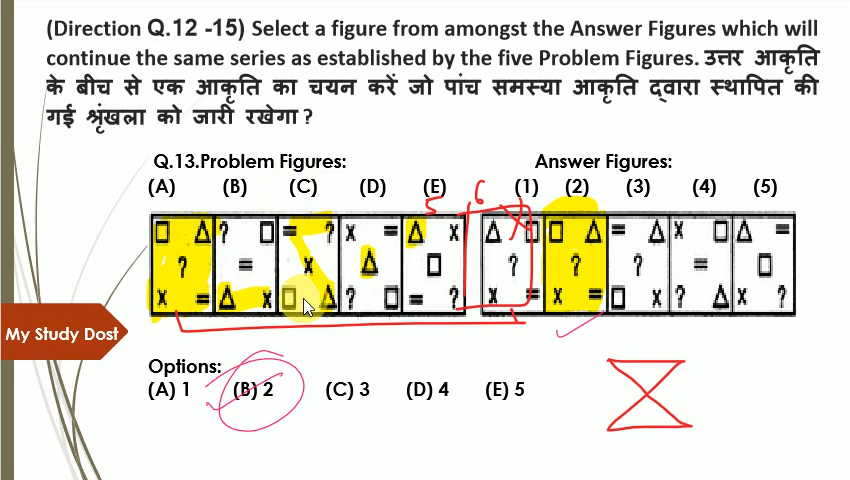 (Direction Q.12 -15) Select a figure from amongst the Answer Figures which will
continue the same series as established by the five Problem Figures. उत्तर आकृति
के बीच से एक आकृति का चयन करें जो पांच समस्या आकृति द्वारा स्थापित की
गई श्रृंखला को जारी रखेगा ?
Q.13.Problem Figures: Answer Figures:
(A) (B) (C) (D) (E) (1) (2) (3) (4) (5)
5 6
? = ? x = x = x
? = x ? ?
x = x ? = ? x = x = x ? x ?
My Study Dost
Options:
(A) 1 (B) 2 (C) 3 (D) 4 (E) 5